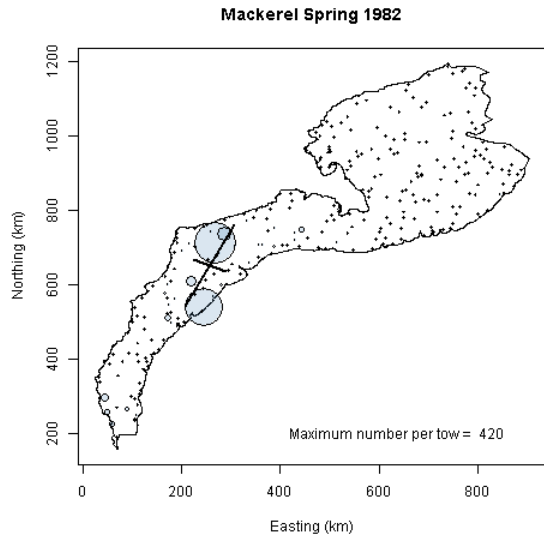 Mackerel Spring 1982
1200
1000
800
600
400
200
Northing (km)
Maximum number per tow = 420
0 200 400 600 800
Easting (km)